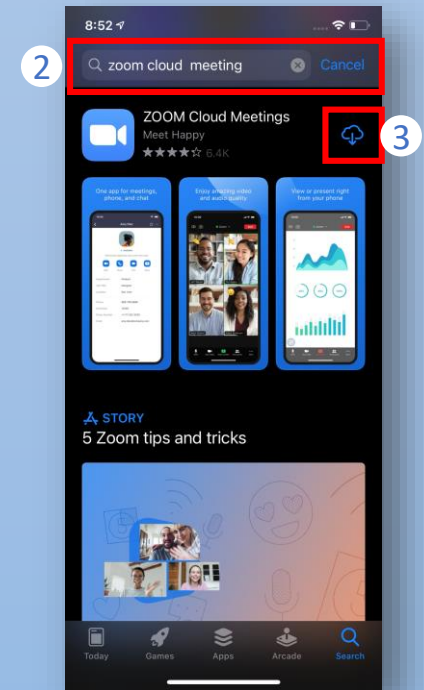 8:52
2
zoom cloud meeting
Cancel
ZOOM Cloud Meetings
Meet Happy
6.4K
3
One app for meetings,
phone, and chat
Enjoy amazing video
and audio quality
View or present right
from your phone
STORY
5 Zoom tips and tricks
Today
Games
Apps
Arcade
Search